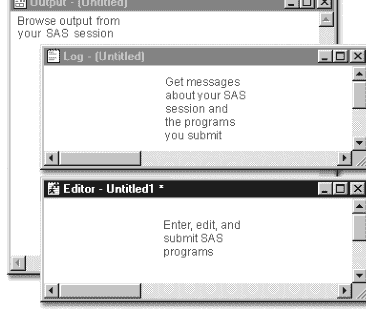 Output - (Untitled)
Browse output from
your SAS session
Log - (Untitled)
Get messages
about your SAS
session and
the programs
you submit
Editor - Untitled1 *
Enter, edit, and
submit SAS
programs